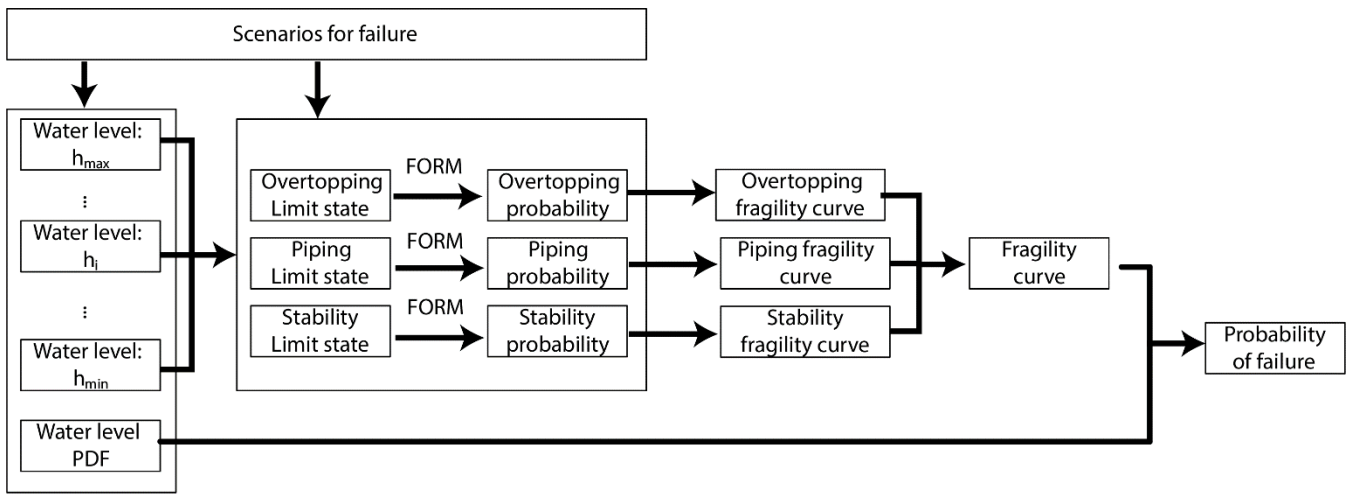 Scenarios for failure
Water level:
hmax
...
Water level:
hi
...
Water level:
hmin
Water level
PDF
Overtopping
Limit state
FORM
Overtopping
probability
Overtopping
fragility curve
Piping
Limit state
FORM
Piping
probability
Piping fragility
curve
Stability
Limit state
FORM
Stability
probability
Stability
fragility curve
Fragility
curve
Probability
of failure